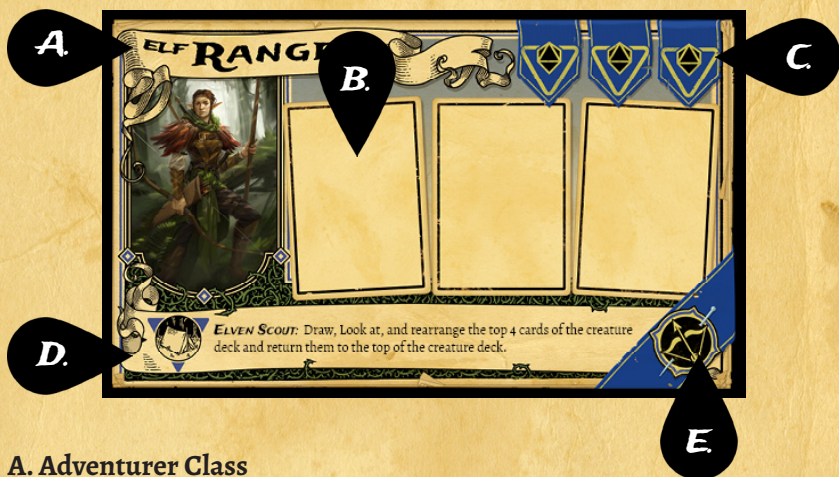 A.
ELF RANGE
B.
C.
D.
ELVEN SCOUT: Draw, Look at, and rearrange the top 4 cards of the creature
deck and return them to the top of the creature deck.
E.
A. Adventurer Class